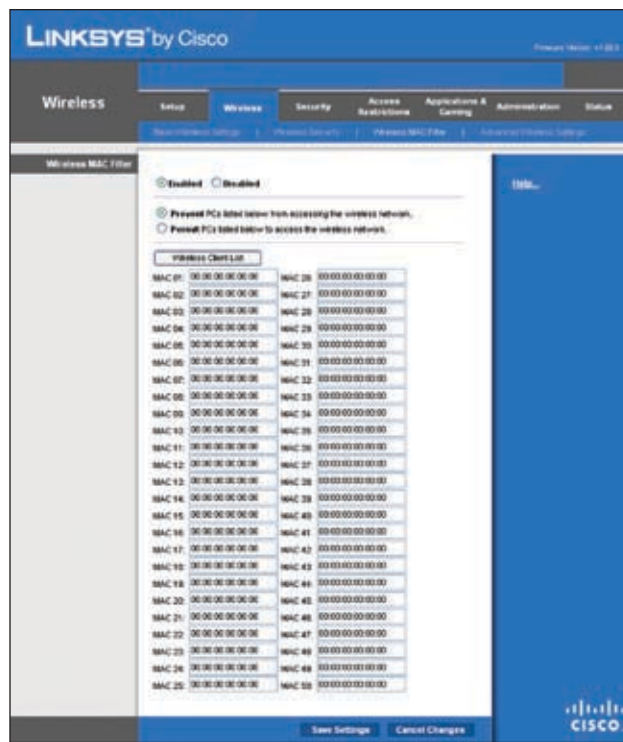 LINKSYS® by Cisco
Firmware Version: v1.00.0
Wireless
Setup Wireless Security Access Restrictions Applications & Gaming Administration Status
Basic Wireless Settings | Wireless Security | Wireless MAC Filter | Advanced Wireless Settings
Wireless MAC Filter
Enabled Disabled
Help...
Prevent PCs listed below from accessing the wireless network.
Permit PCs listed below to access the wireless network.
Wireless Client List
MAC 01: 00:00:00:00:00:00 MAC 26: 00:00:00:00:00:00
MAC 02: 00:00:00:00:00:00 MAC 27: 00:00:00:00:00:00
MAC 03: 00:00:00:00:00:00 MAC 28: 00:00:00:00:00:00
MAC 04: 00:00:00:00:00:00 MAC 29: 00:00:00:00:00:00
MAC 05: 00:00:00:00:00:00 MAC 30: 00:00:00:00:00:00
MAC 06: 00:00:00:00:00:00 MAC 31: 00:00:00:00:00:00
MAC 07: 00:00:00:00:00:00 MAC 32: 00:00:00:00:00:00
MAC 08: 00:00:00:00:00:00 MAC 33: 00:00:00:00:00:00
MAC 09: 00:00:00:00:00:00 MAC 34: 00:00:00:00:00:00
MAC 10: 00:00:00:00:00:00 MAC 35: 00:00:00:00:00:00
MAC 11: 00:00:00:00:00:00 MAC 36: 00:00:00:00:00:00
MAC 12: 00:00:00:00:00:00 MAC 37: 00:00:00:00:00:00
MAC 13: 00:00:00:00:00:00 MAC 38: 00:00:00:00:00:00
MAC 14: 00:00:00:00:00:00 MAC 39: 00:00:00:00:00:00
MAC 15: 00:00:00:00:00:00 MAC 40: 00:00:00:00:00:00
MAC 16: 00:00:00:00:00:00 MAC 41: 00:00:00:00:00:00
MAC 17: 00:00:00:00:00:00 MAC 42: 00:00:00:00:00:00
MAC 18: 00:00:00:00:00:00 MAC 43: 00:00:00:00:00:00
MAC 19: 00:00:00:00:00:00 MAC 44: 00:00:00:00:00:00
MAC 20: 00:00:00:00:00:00 MAC 45: 00:00:00:00:00:00
MAC 21: 00:00:00:00:00:00 MAC 46: 00:00:00:00:00:00
MAC 22: 00:00:00:00:00:00 MAC 47: 00:00:00:00:00:00
MAC 23: 00:00:00:00:00:00 MAC 48: 00:00:00:00:00:00
MAC 24: 00:00:00:00:00:00 MAC 49: 00:00:00:00:00:00
MAC 25: 00:00:00:00:00:00 MAC 50: 00:00:00:00:00:00
Save Settings Cancel Changes
CISCO